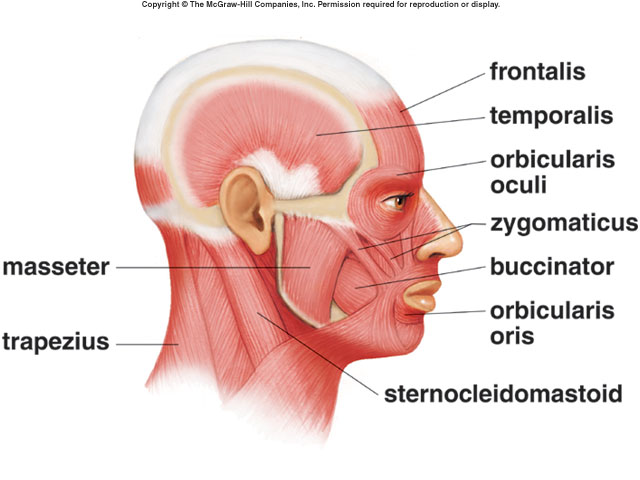 Copyright © The McGraw-Hill Companies, Inc. Permission required for reproduction or display.
frontalis
temporalis
orbicularis
oculi
zygomaticus
masseter
buccinator
orbicularis
oris
trapezius
sternocleidomastoid